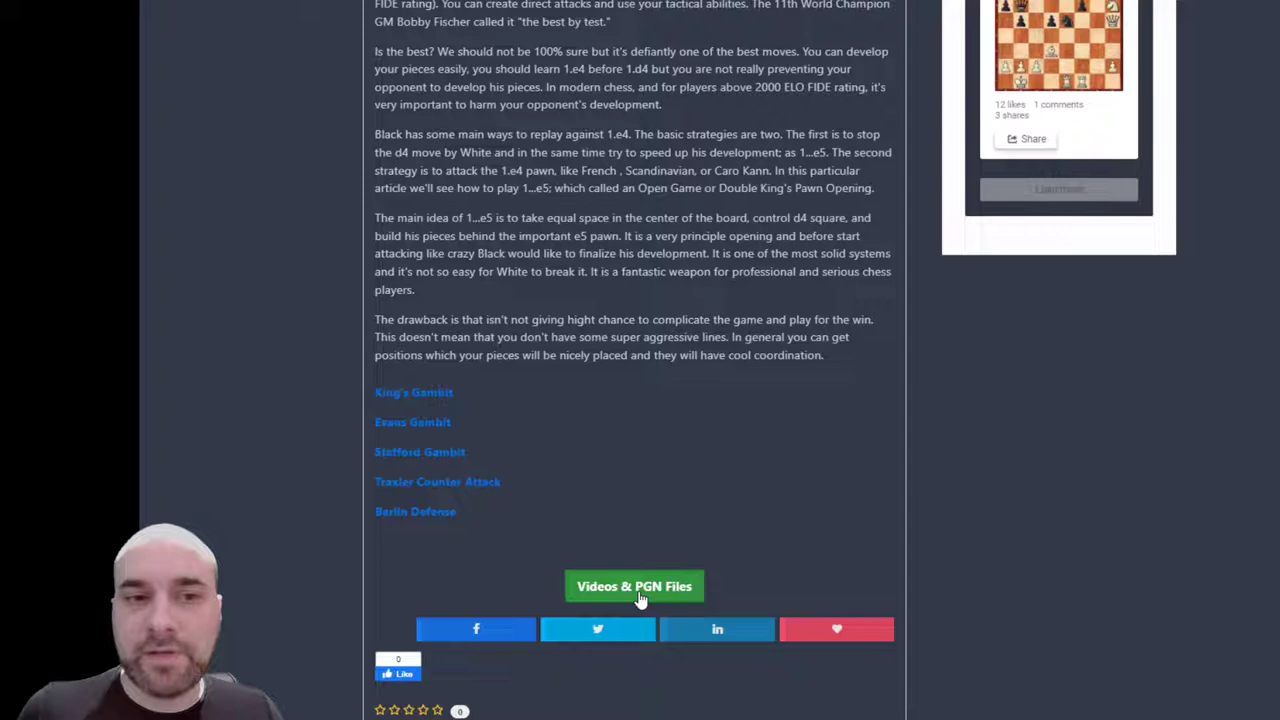 FIDE rating). You can create direct attacks and use your tactical abilities. The 11th World Champion
GM Bobby Fischer called it "the best by test."
Is the best? We should not be 100% sure but it's defiantly one of the best moves. You can develop
your pieces easily, you should learn 1.e4 before 1.d4 but you are not really preventing your
opponent to develop his pieces. In modern chess, and for players above 2000 ELO FIDE rating, it's
very important to harm your opponent's development.
Black has some main ways to replay against 1.e4. The basic strategies are two. The first is to stop
the d4 move by White and in the same time try to speed up his development; as 1...e5. The second
strategy is to attack the 1.e4 pawn, like French , Scandinavian, or Caro Kann. In this particular
article we'll see how to play 1...e5; which called an Open Game or Double King's Pawn Opening.
The main idea of 1...e5 is to take equal space in the center of the board, control d4 square, and
build his pieces behind the important e5 pawn. It is a very principle opening and before start
attacking like crazy Black would like to finalize his development. It is one of the most solid systems
and it's not so easy for White to break it. It is a fantastic weapon for professional and serious chess
players.
The drawback is that isn't not giving hight chance to complicate the game and play for the win.
This doesn't mean that you don't have some super aggressive lines. In general you can get
positions which your pieces will be nicely placed and they will have cool coordination.
King's Gambit
Evans Gambit
Stafford Gambit
Traxler Counter Attack
Berlin Defense
Videos & PGN Files
0
Like
0
12 likes 1 comments
3 shares
Share
Load more